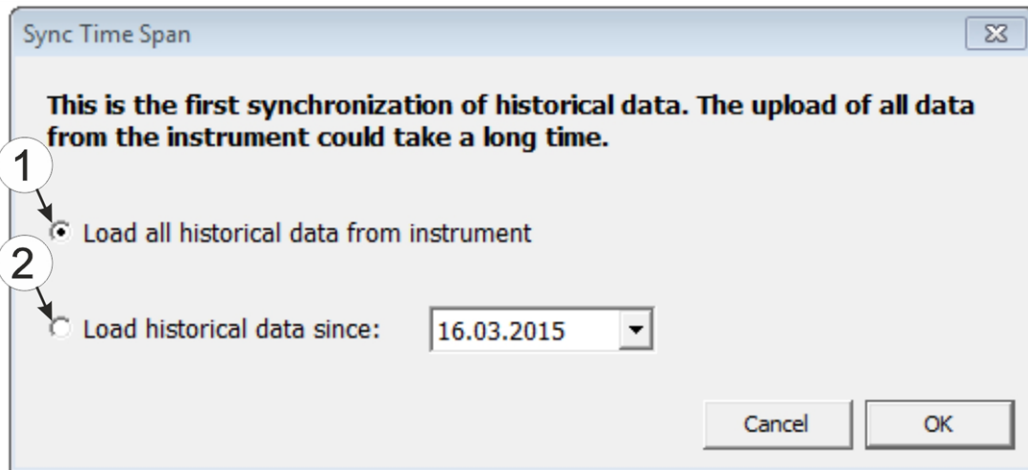 Sync Time Span
This is the first synchronization of historical data. The upload of all data
from the instrument could take a long time.
1
Load all historical data from instrument
2
Load historical data since: 16.03.2015
Cancel OK